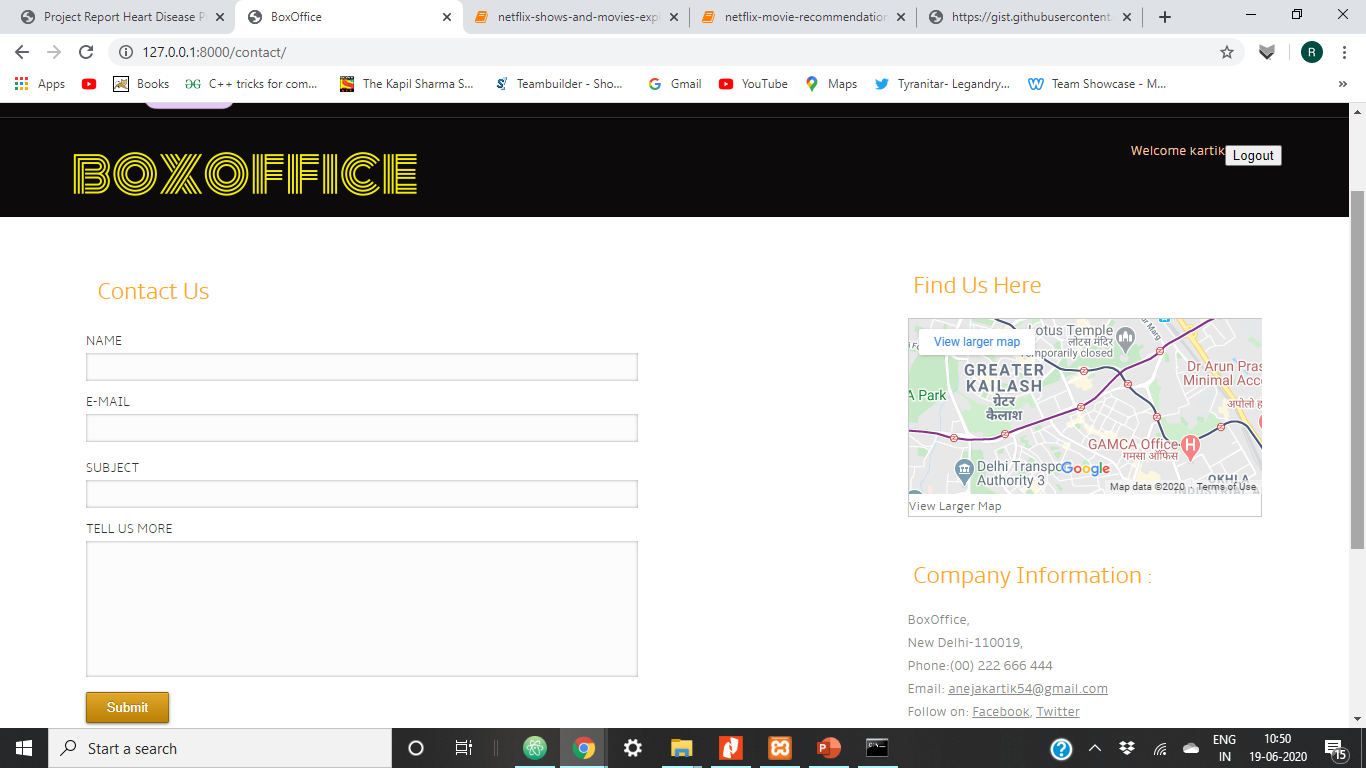 Project Report Heart Disease P
BoxOffice
netflix-shows-and-movies-expl
netflix-movie-recommendation
https://gist.githubusercontent.
127.0.0.1:8000/contact/
R
Apps
Books
C++ tricks for com...
The Kapil Sharma S...
Teambuilder - Sho...
Gmail
YouTube
Maps
Tyranitar- Legandry...
Team Showcase - M...
»
BOXOFFICE
Welcome kartik
Logout
Contact Us
NAME
E-MAIL
SUBJECT
TELL US MORE
Submit
Find Us Here
View larger map
Lotus Temple
लोटस मंदिर
Temporarily closed
GREATER
KAILASH
ग्रेटर
कैलाश
Park
Dr Arun Pras
Minimal Acc
अपोलो ह
GAMCA Office
गमसा ऑफिस
Delhi Transpo
Authority 3
Google
OKHLA
Map data ©2020
Terms of Use
View Larger Map
Company Information :
BoxOffice,
New Delhi-110019,
Phone:(00) 222 666 444
Email: anejakartik54@gmail.com
Follow on: Facebook, Twitter
Start a search
ENG
IN
10:50
19-06-2020
15